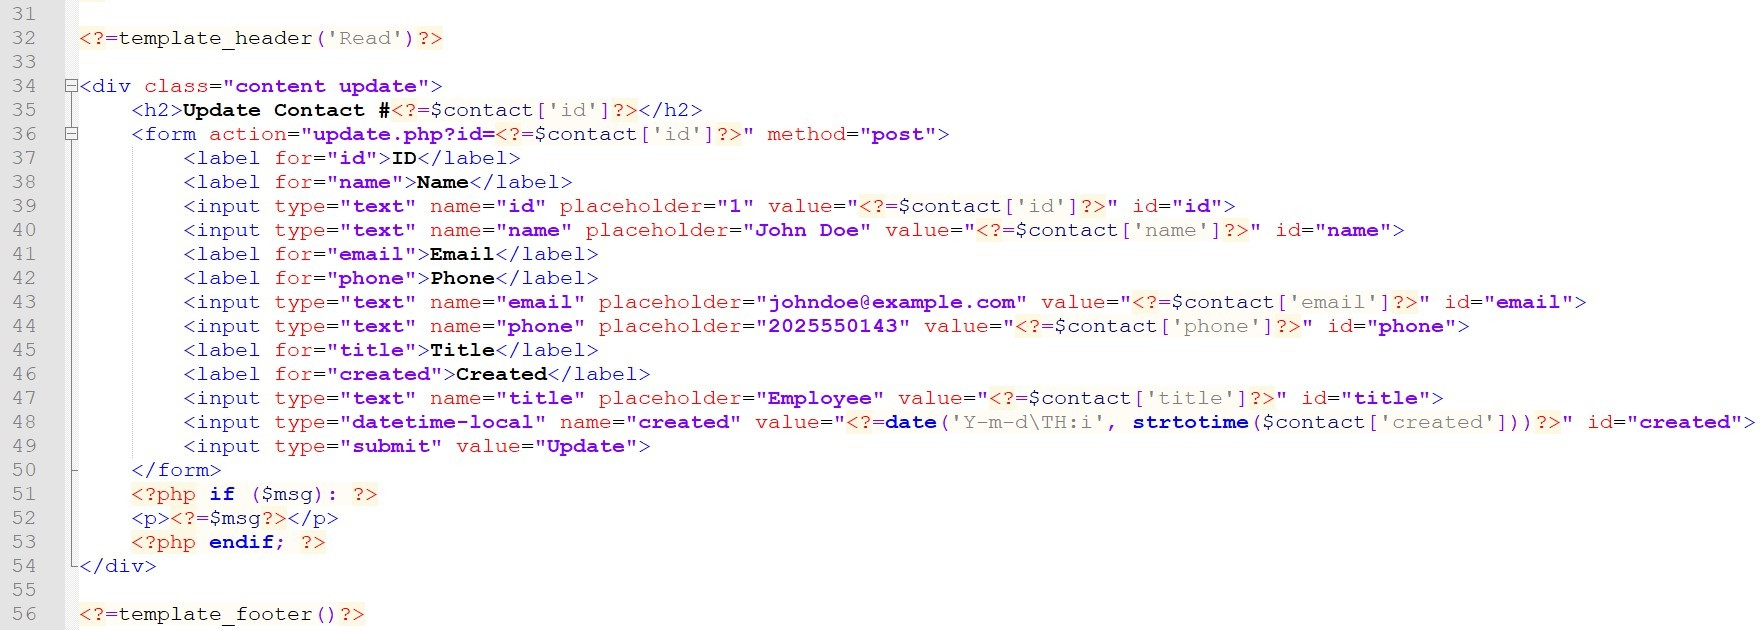 31
32 <?=template_header('Read')?>
33
34 <div class="content update">
35 <h2>Update Contact #<?=$contact['id']?></h2>
36 <form action="update.php?id=<?=$contact['id']?>" method="post">
37 <label for="id">ID</label>
38 <label for="name">Name</label>
39 <input type="text" name="id" placeholder="1" value="<?=$contact['id']?>" id="id">
40 <input type="text" name="name" placeholder="John Doe" value="<?=$contact['name']?>" id="name">
41 <label for="email">Email</label>
42 <label for="phone">Phone</label>
43 <input type="text" name="email" placeholder="johndoe@example.com" value="<?=$contact['email']?>" id="email">
44 <input type="text" name="phone" placeholder="2025550143" value="<?=$contact['phone']?>" id="phone">
45 <label for="title">Title</label>
46 <label for="created">Created</label>
47 <input type="text" name="title" placeholder="Employee" value="<?=$contact['title']?>" id="title">
48 <input type="datetime-local" name="created" value="<?=date('Y-m-d\TH:i', strtotime($contact['created']))?>" id="created">
49 <input type="submit" value="Update">
50 </form>
51 <?php if ($msg): ?>
52 <p><?=$msg?></p>
53 <?php endif; ?>
54 </div>
55
56 <?=template_footer()?>